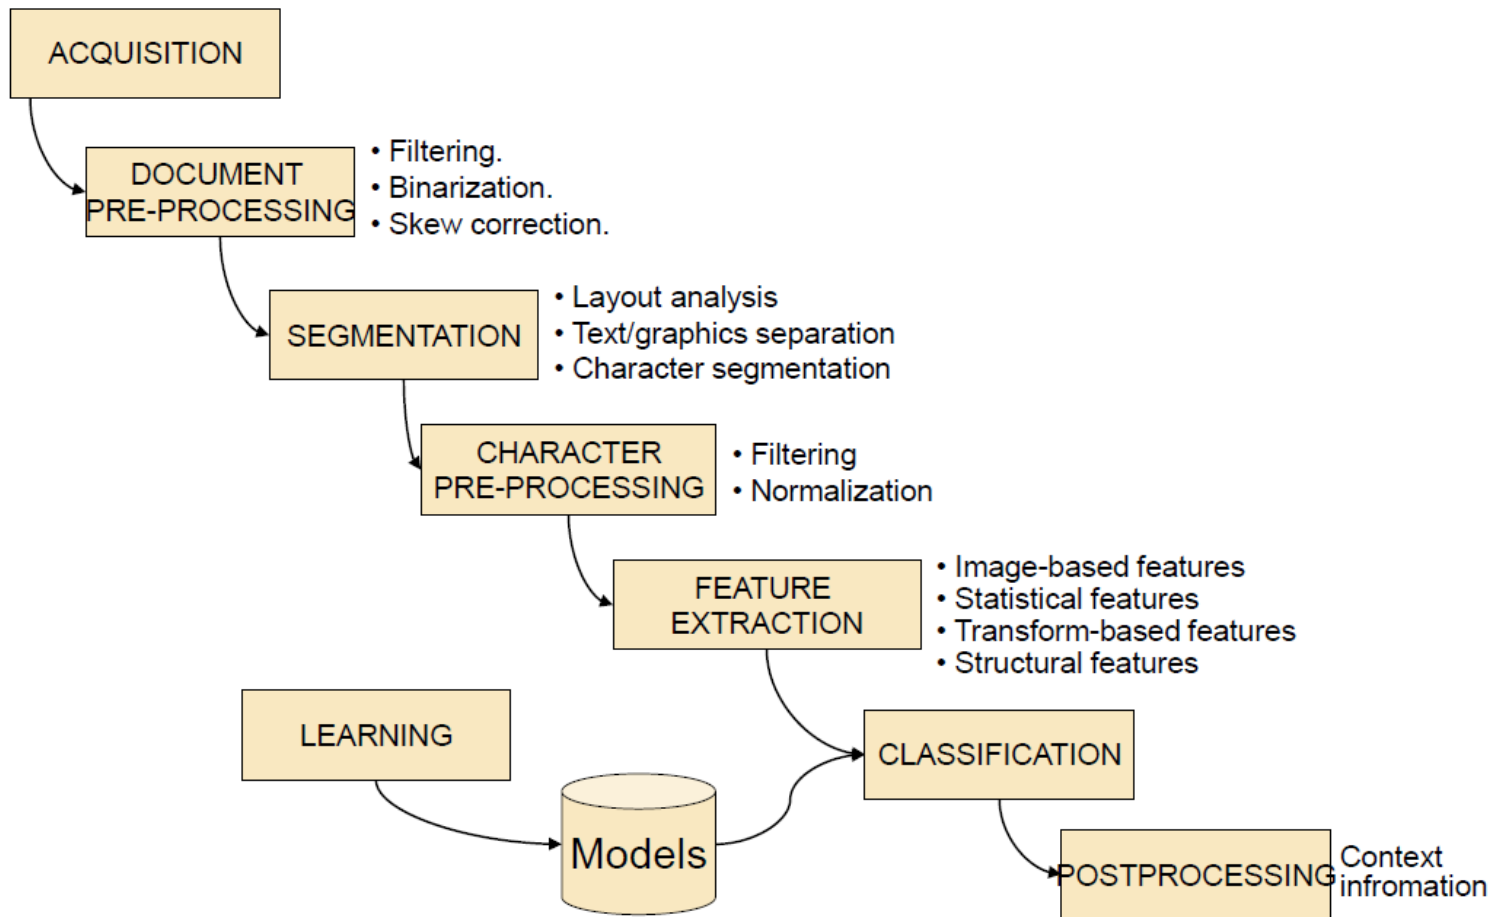 ACQUISITION
DOCUMENT
PRE-PROCESSING
• Filtering.
• Binarization.
• Skew correction.
SEGMENTATION
• Layout analysis
• Text/graphics separation
• Character segmentation
CHARACTER
PRE-PROCESSING
• Filtering
• Normalization
FEATURE
EXTRACTION
• Image-based features
• Statistical features
• Transform-based features
• Structural features
LEARNING
Models
CLASSIFICATION
POSTPROCESSING
Context
infromation